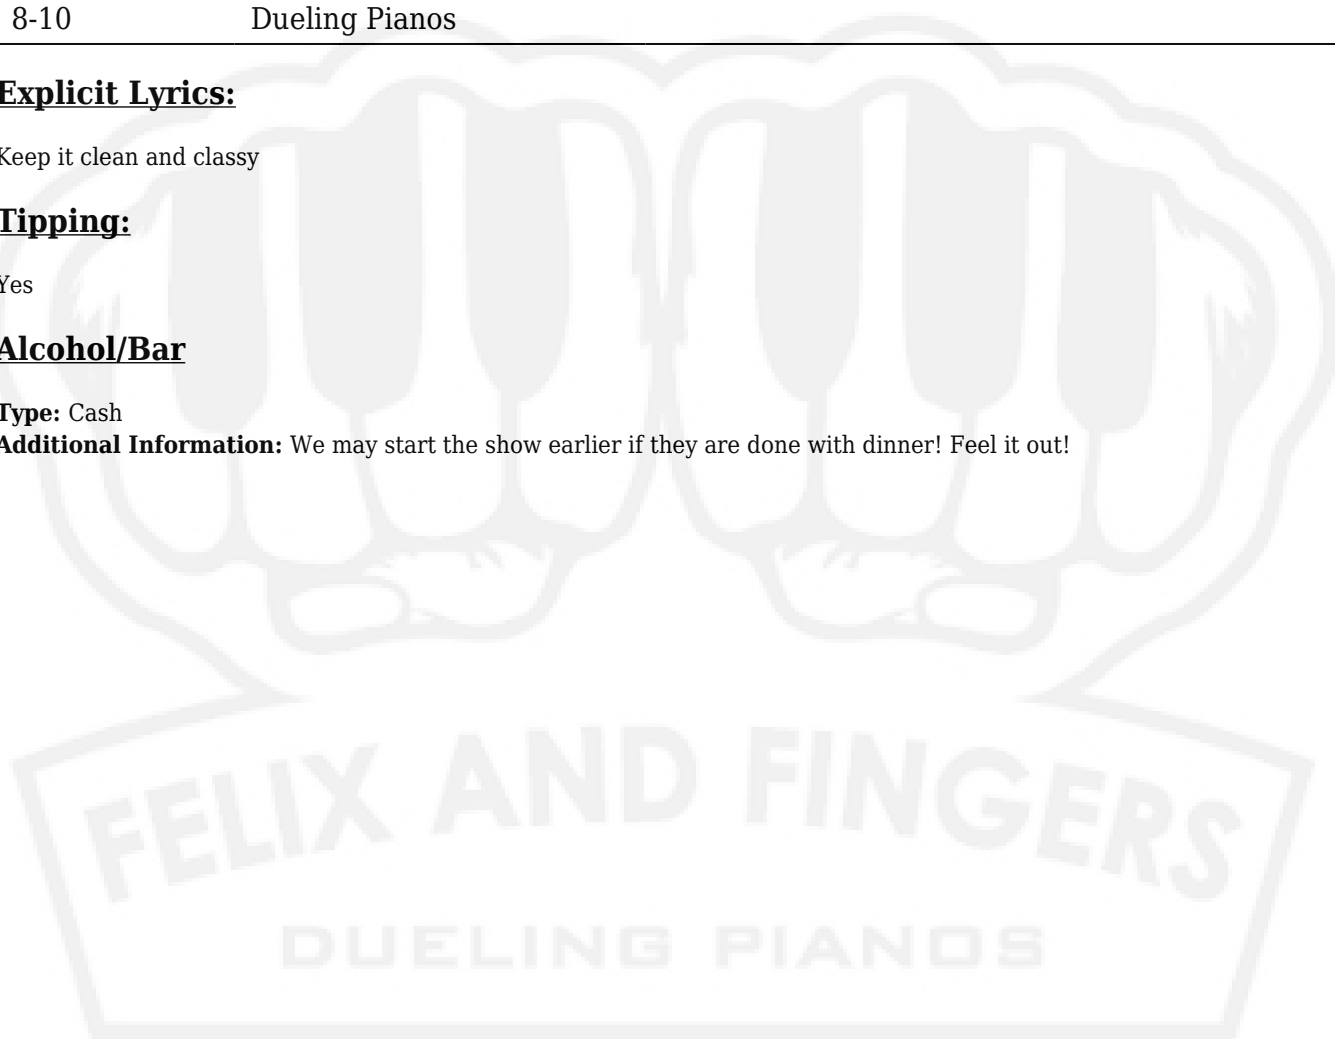 8-10 Dueling Pianos
Explicit Lyrics:
Keep it clean and classy
Tipping:
Yes
Alcohol/Bar
Type: Cash
Additional Information: We may start the show earlier if they are done with dinner! Feel it out!
FELIX AND FINGERS
DUELING PIANOS